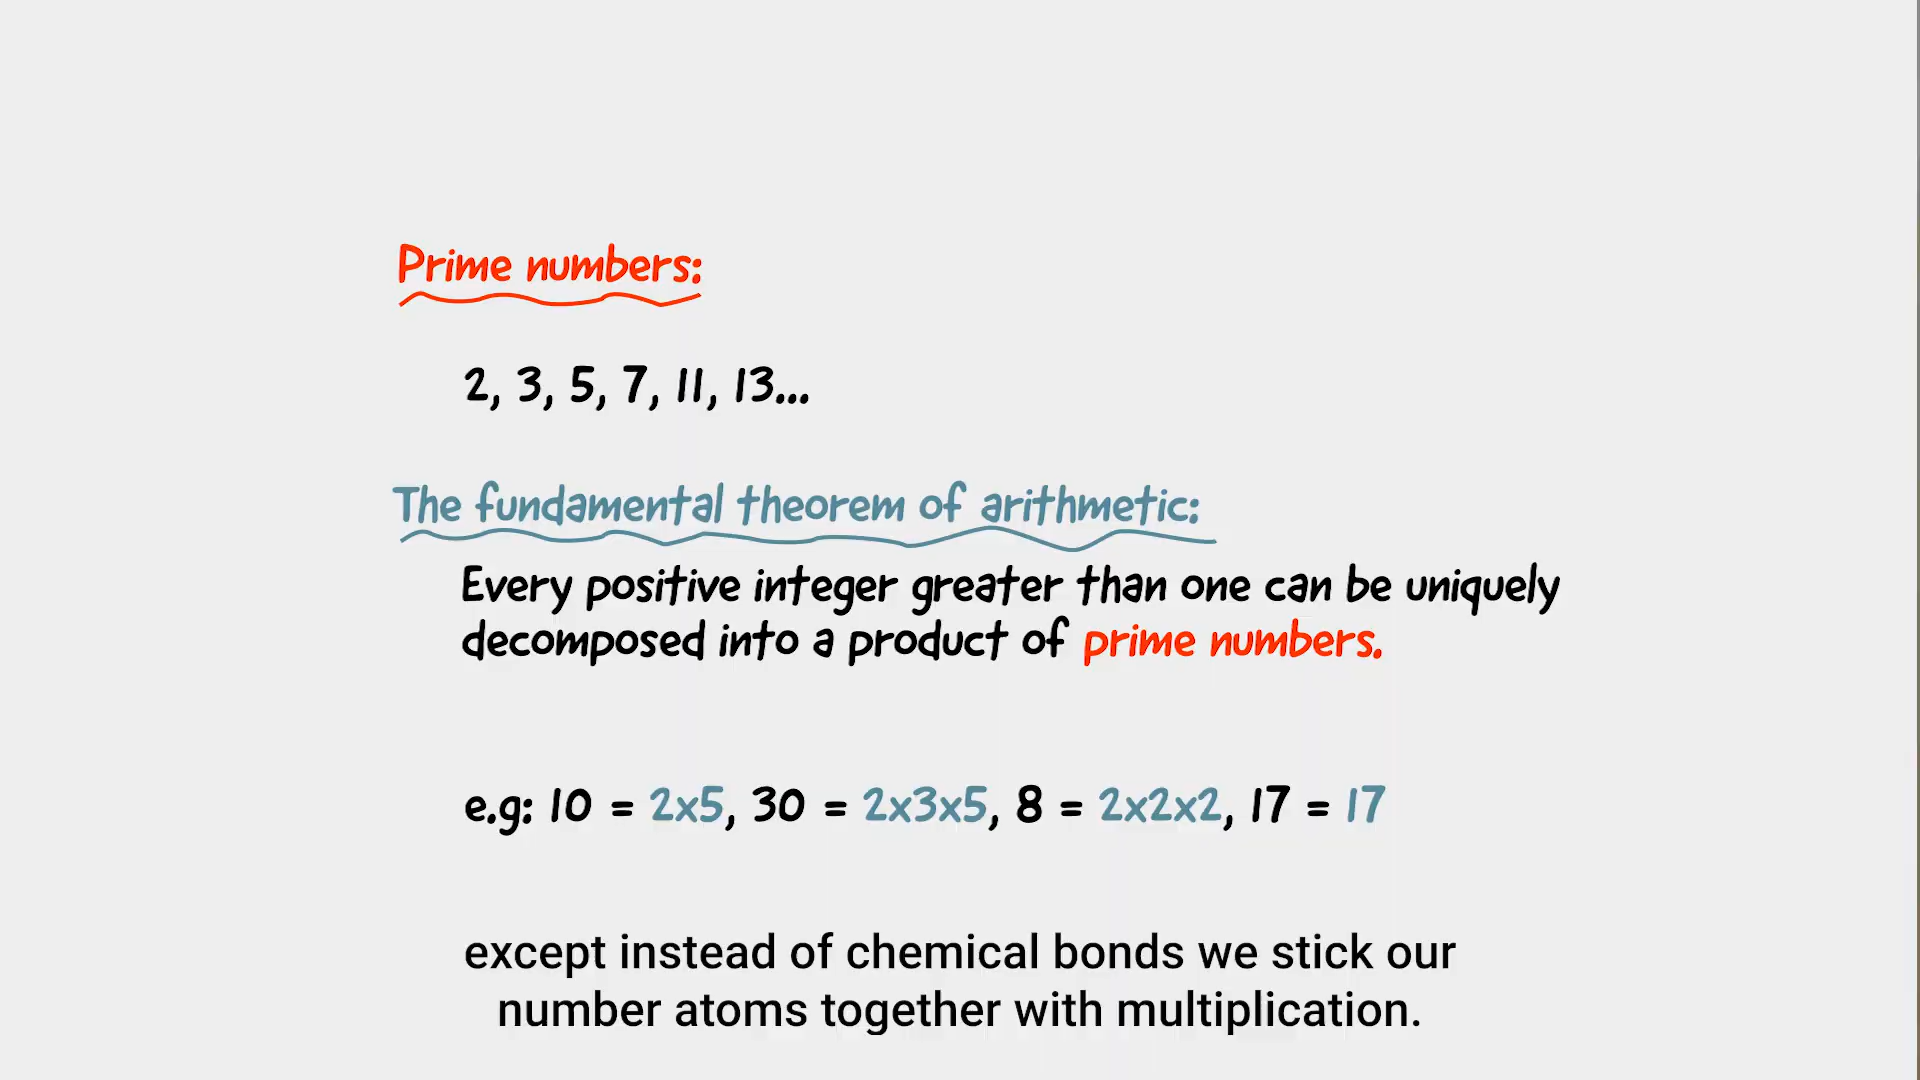 Prime numbers:
2, 3, 5, 7, 11, 13...
The fundamental theorem of arithmetic:
Every positive integer greater than one can be uniquely
decomposed into a product of prime numbers.
e.g: 10 = 2x5, 30 = 2x3x5, 8 = 2x2x2, 17 = 17
except instead of chemical bonds we stick our
number atoms together with multiplication.